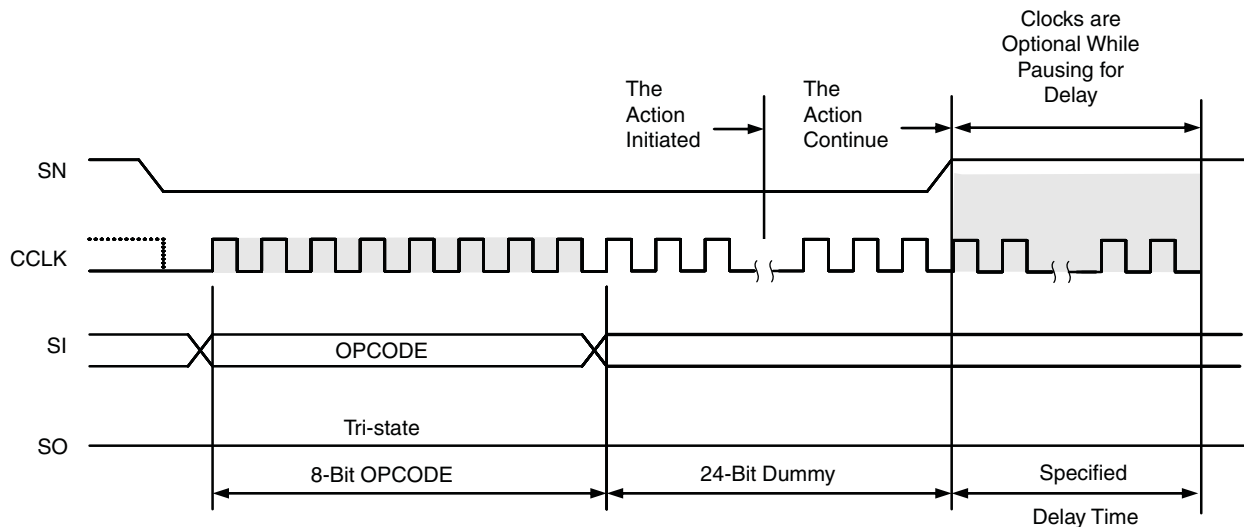 Clocks are
Optional While
Pausing for
Delay
The
Action
Initiated
The
Action
Continue
SN
CCLK
SI
OPCODE
SO
Tri-state
8-Bit OPCODE
24-Bit Dummy
Specified
Delay Time